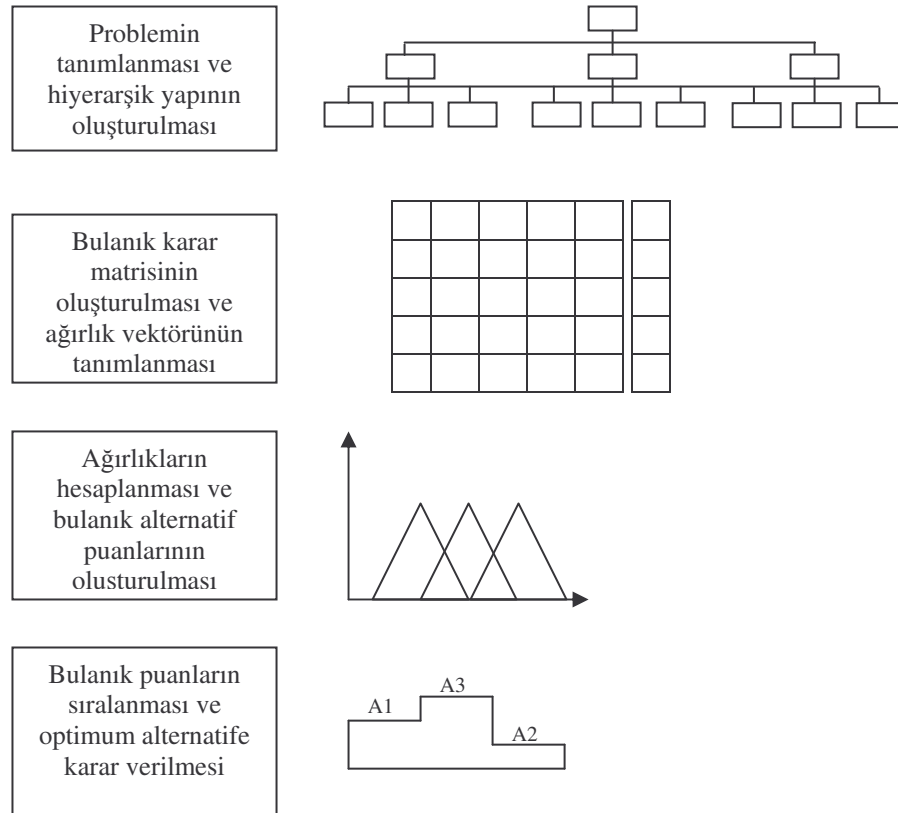 Problemin
tanımlanması ve
hiyerarşik yapının
oluşturulması
Bulanık karar
matrisinin
oluşturulması ve
ağırlık vektörünün
tanımlanması
Ağırlıkların
hesaplanması ve
bulanık alternatif
puanlarının
olusturulması
Bulanık puanların
sıralanması ve
optimum alternatife
karar verilmesi
A1
A3
A2